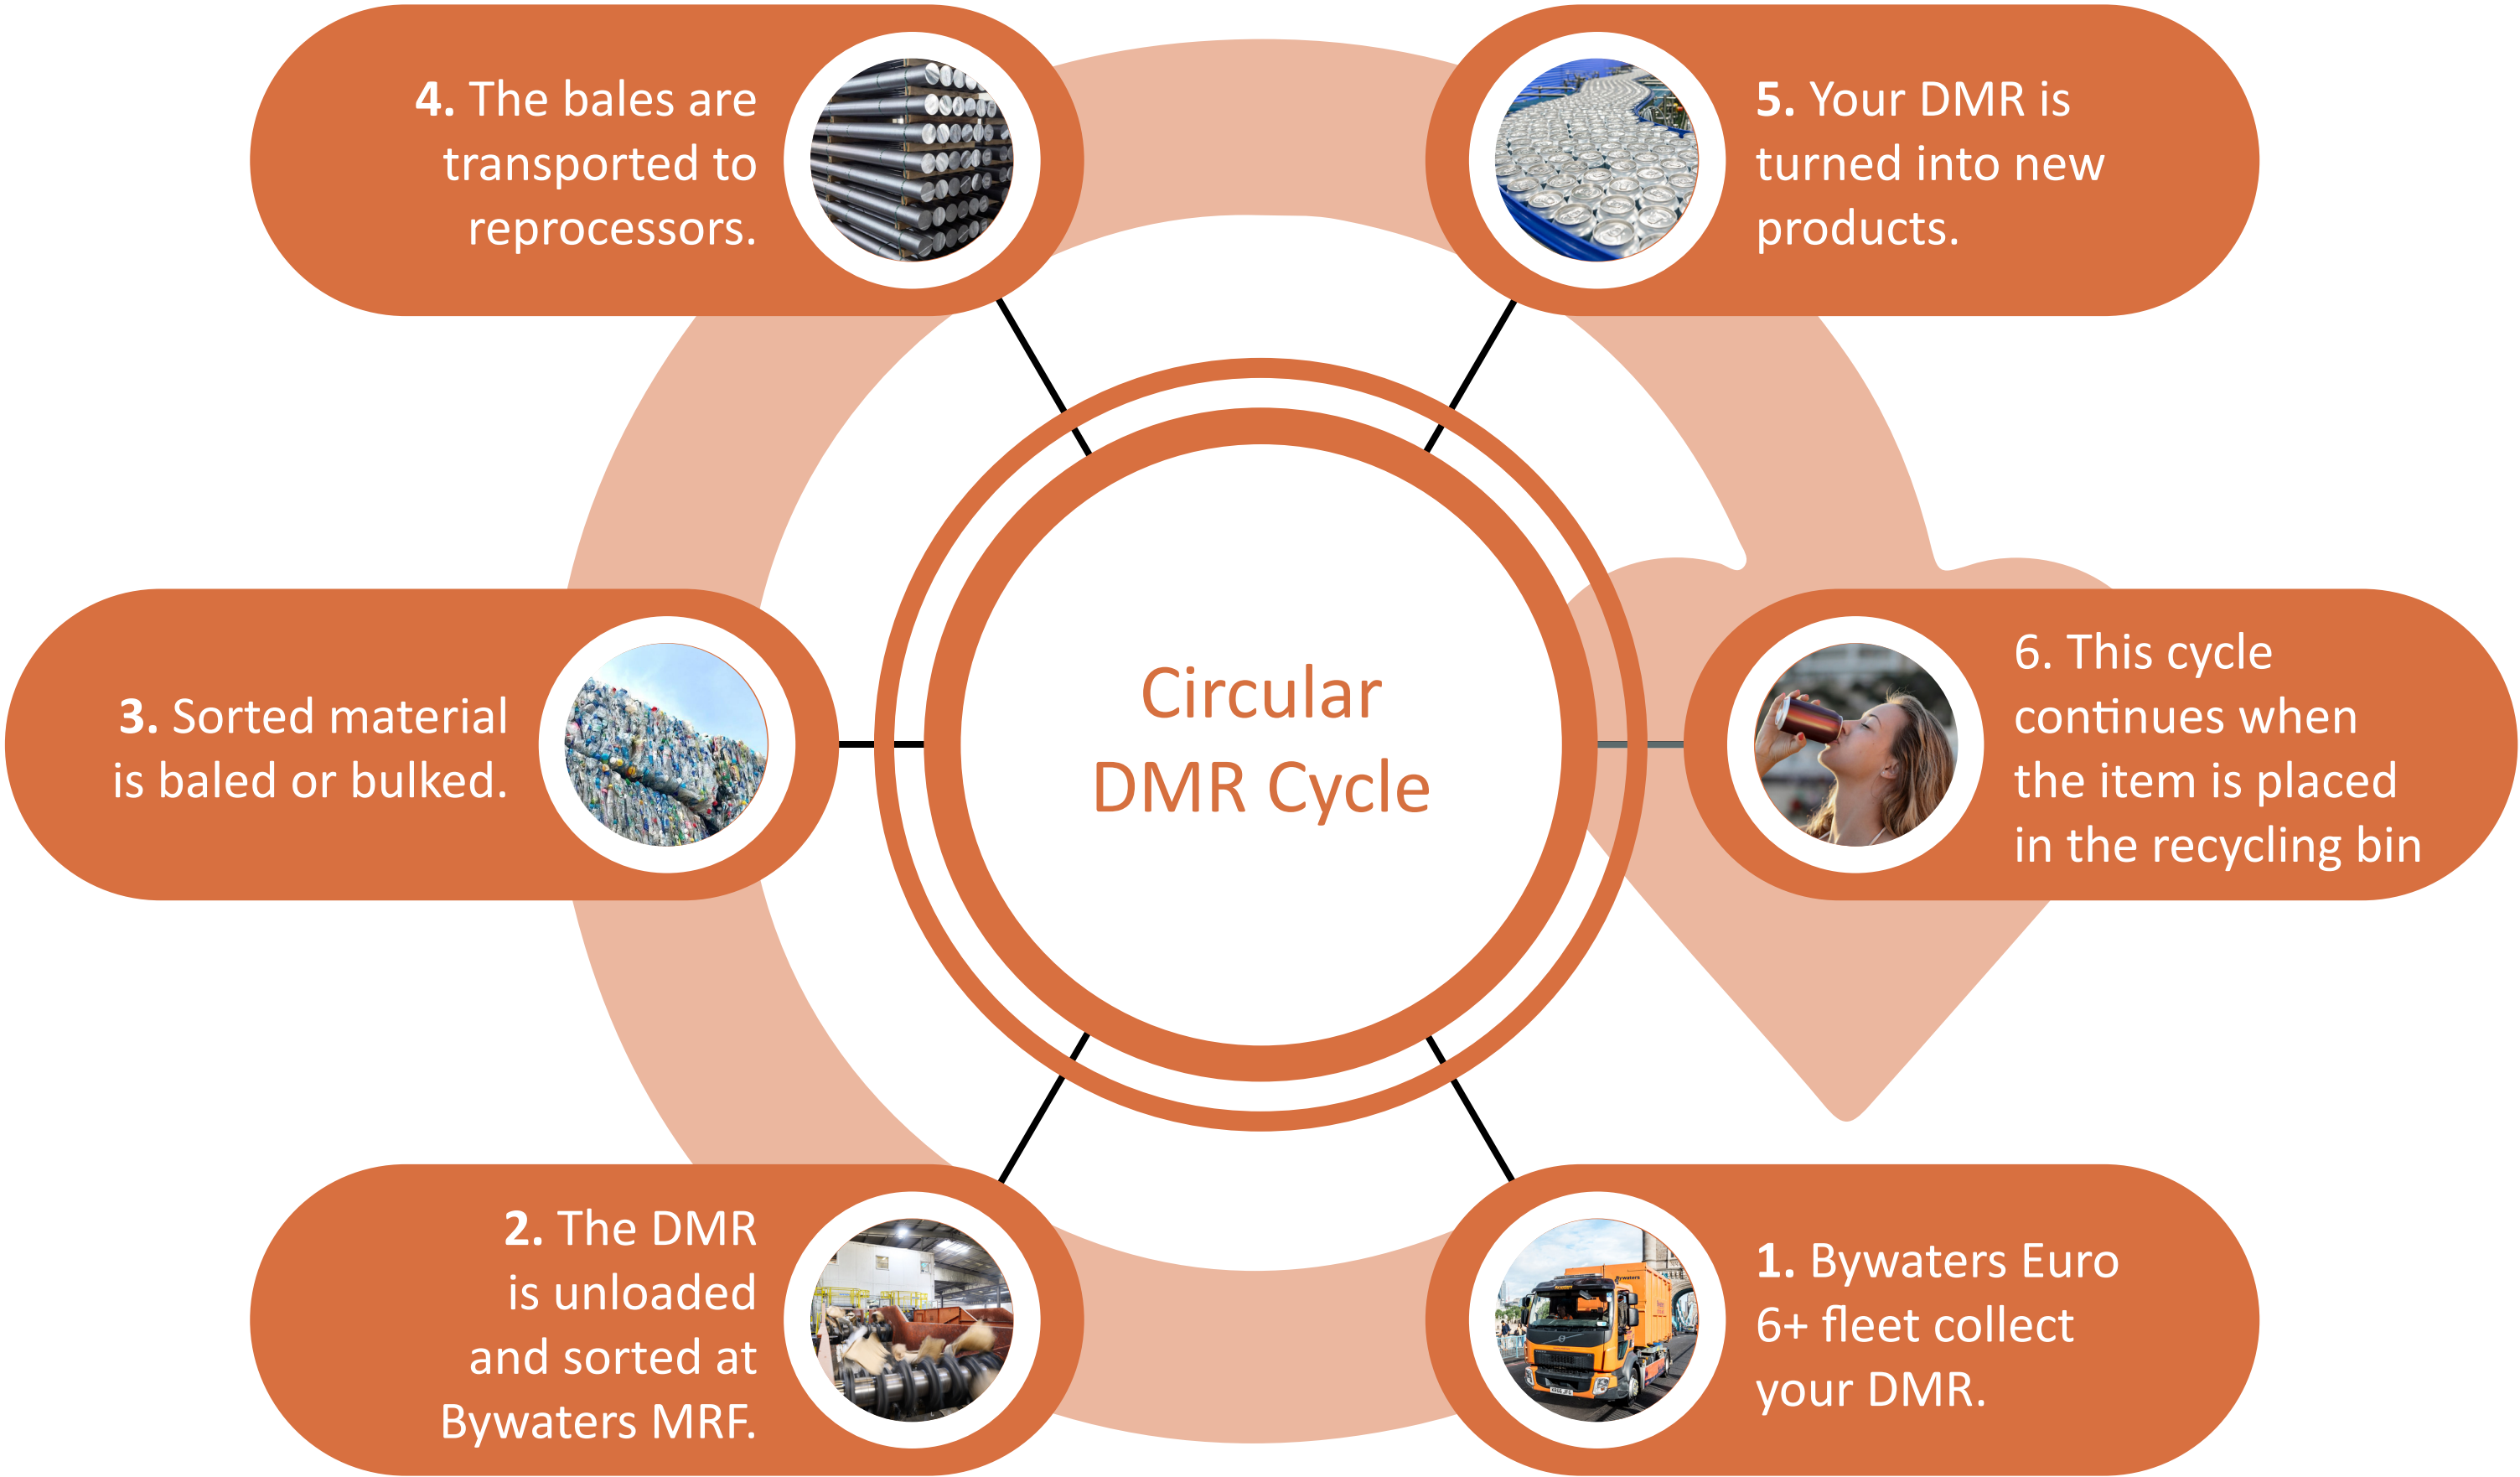 4. The bales are
transported to
reprocessors.
5. Your DMR is
turned into new
products.
3. Sorted material
is baled or bulked.
Circular
DMR Cycle
6. This cycle
continues when
the item is placed
in the recycling bin
2. The DMR
is unloaded
and sorted at
Bywaters MRF.
1. Bywaters Euro
6+ fleet collect
your DMR.
Bywaters